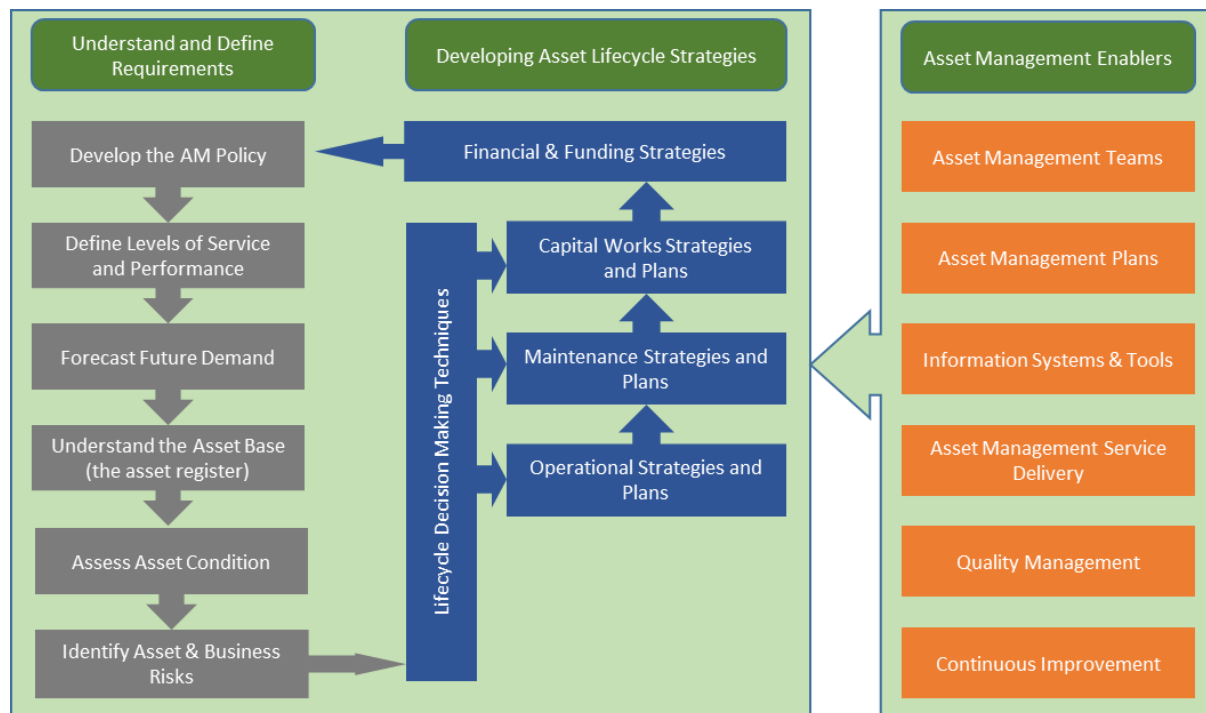 Understand and Define
Requirements
Developing Asset Lifecycle Strategies
Asset Management Enablers
Develop the AM Policy
Define Levels of Service
and Performance
Forecast Future Demand
Understand the Asset Base
(the asset register)
Assess Asset Condition
Identify Asset & Business
Risks
Lifecycle Decision Making Techniques
Financial & Funding Strategies
Capital Works Strategies
and Plans
Maintenance Strategies and
Plans
Operational Strategies and
Plans
Asset Management Teams
Asset Management Plans
Information Systems & Tools
Asset Management Service
Delivery
Quality Management
Continuous Improvement